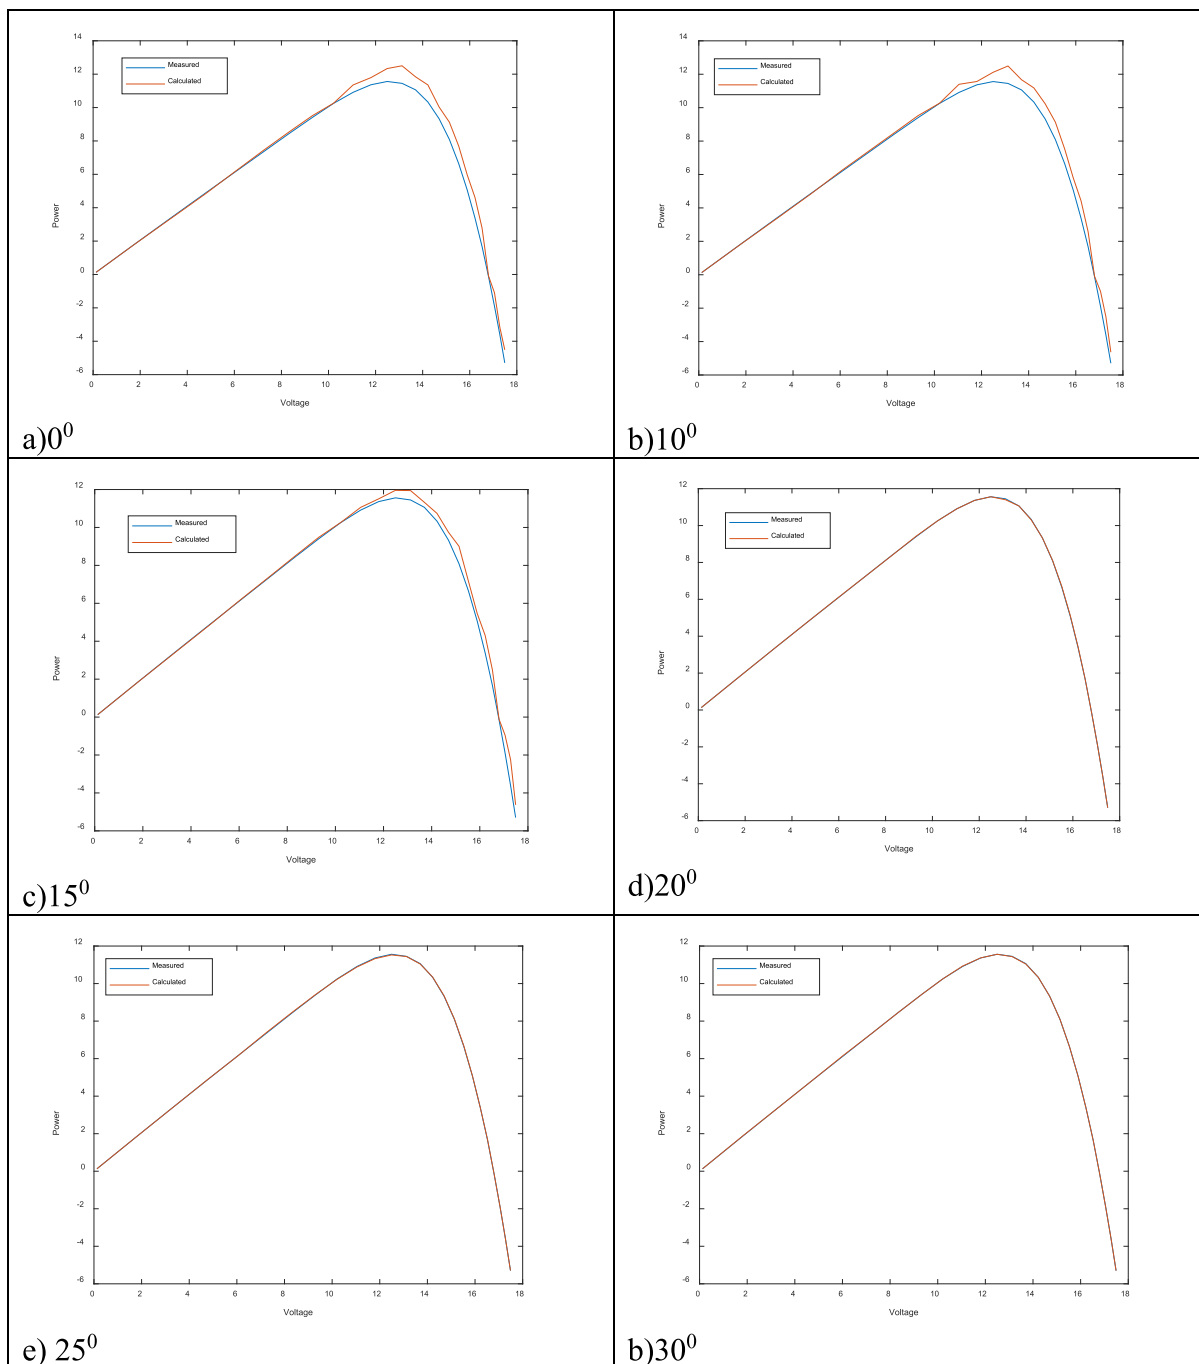 14
12
10
8
6
4
2
0
-2
-4
-6
Power
Measured
Calculated
0 2 4 6 8 10 12 14 16 18
Voltage
a)0⁰
14
12
10
8
6
4
2
0
-2
-4
-6
Power
Measured
Calculated
0 2 4 6 8 10 12 14 16 18
Voltage
b)10⁰
12
10
8
6
4
2
0
-2
-4
-6
Power
Measured
Calculated
0 2 4 6 8 10 12 14 16 18
Voltage
c)15⁰
12
10
8
6
4
2
0
-2
-4
-6
Power
Measured
Calculated
0 2 4 6 8 10 12 14 16 18
Voltage
d)20⁰
12
10
8
6
4
2
0
-2
-4
-6
Power
Measured
Calculated
0 2 4 6 8 10 12 14 16 18
Voltage
e) 25⁰
12
10
8
6
4
2
0
-2
-4
-6
Power
Measured
Calculated
0 2 4 6 8 10 12 14 16 18
Voltage
b)30⁰